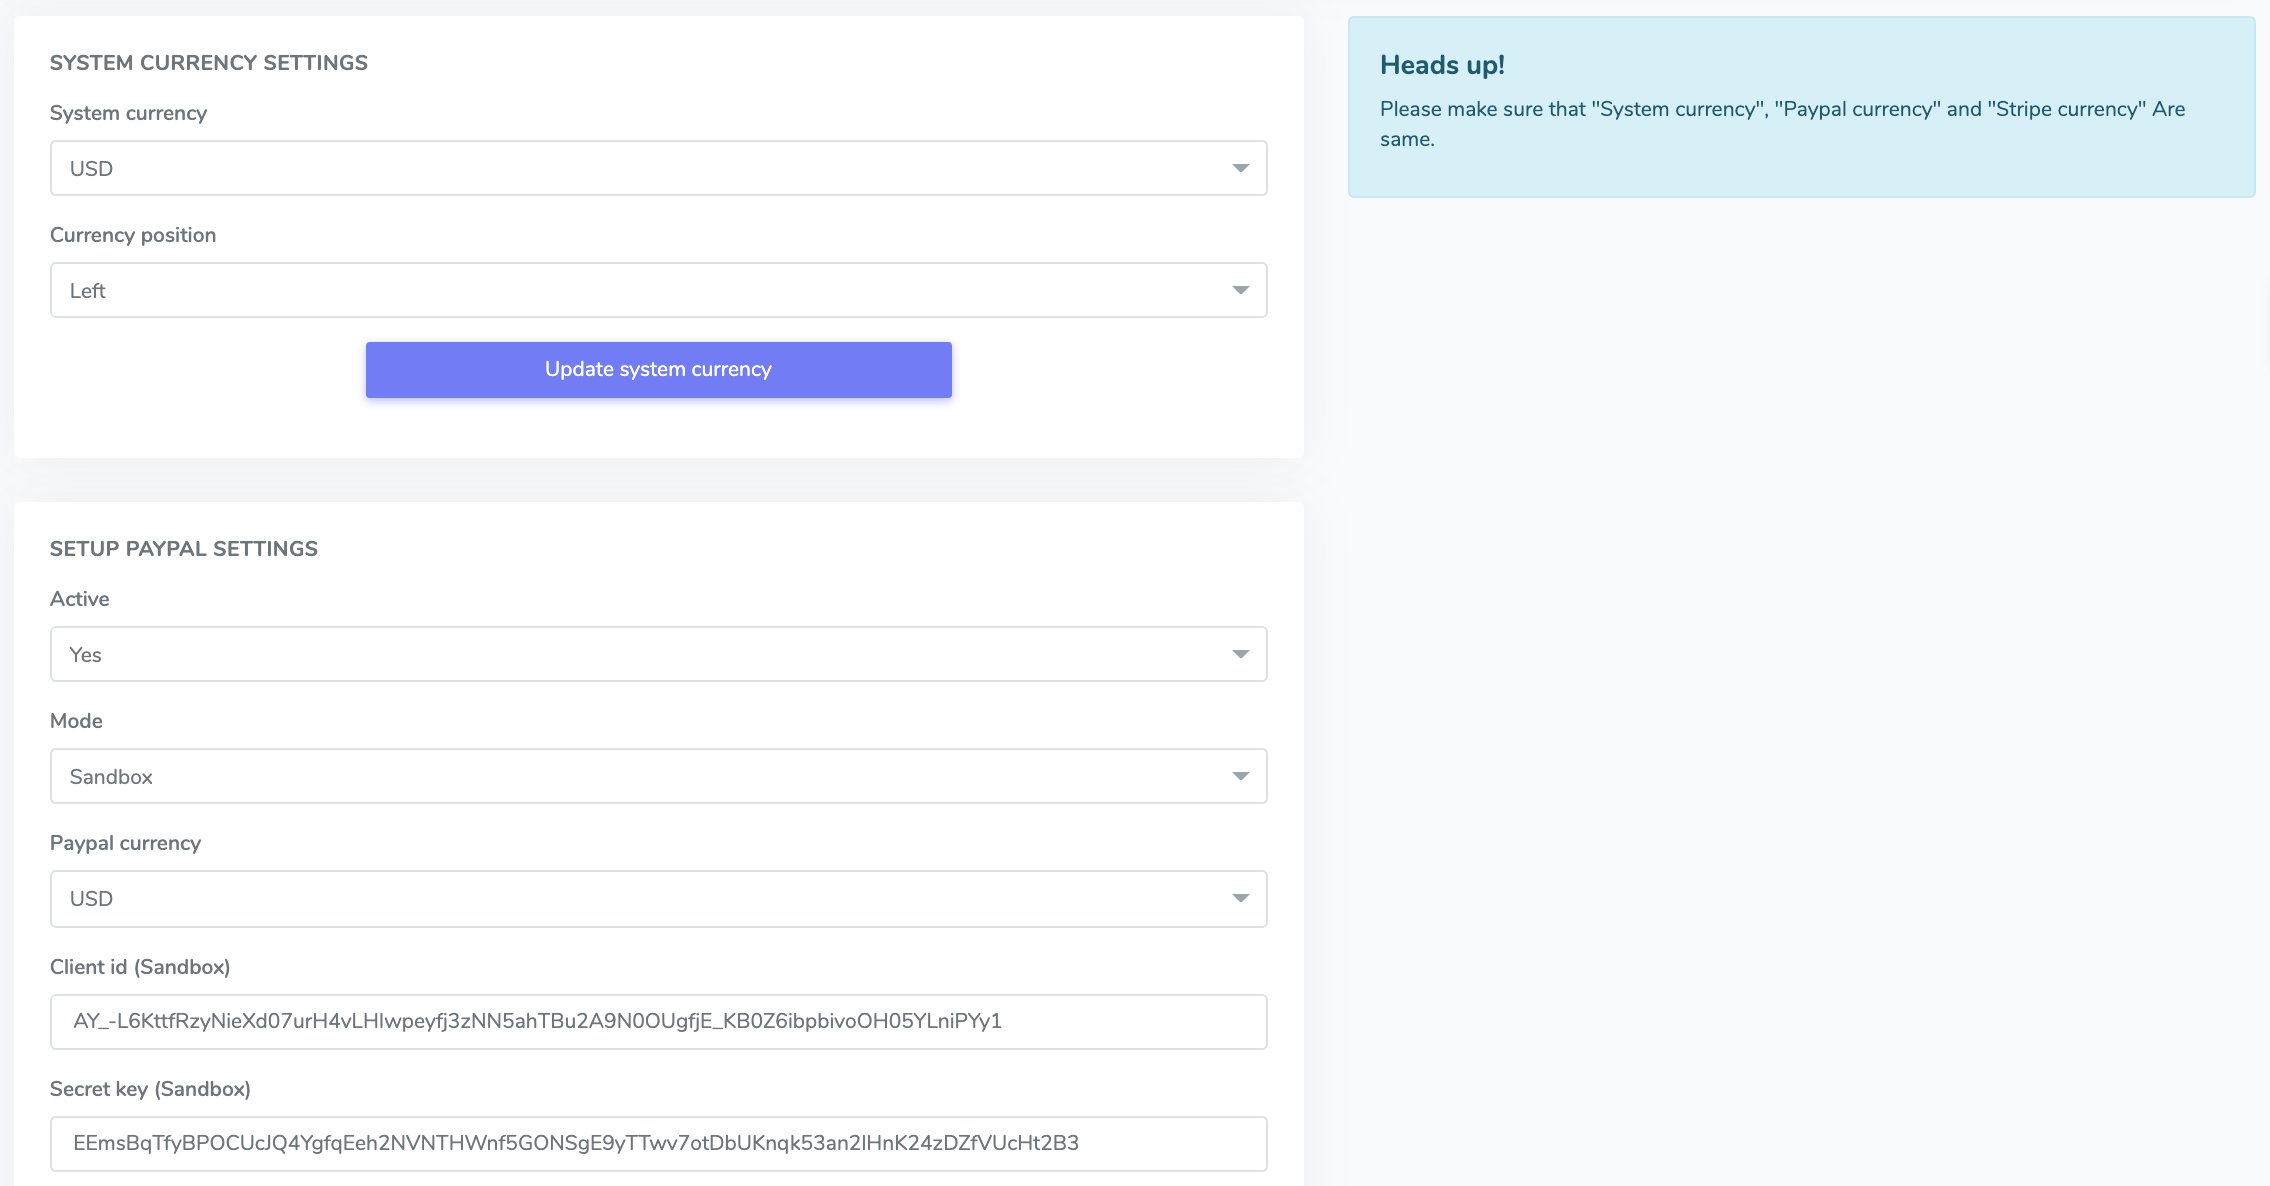 SYSTEM CURRENCY SETTINGS
System currency
USD
Currency position
Left
Update system currency
Heads up!
Please make sure that "System currency", "Paypal currency" and "Stripe currency" Are
same.
SETUP PAYPAL SETTINGS
Active
Yes
Mode
Sandbox
Paypal currency
USD
Client id (Sandbox)
AY_-L6KttfRzyNieXd07urH4vLHlwpeyfj3zNN5ahTBu2A9N0OUgfjE_KB0Z6ibpbivoOH05YLniPYy1
Secret key (Sandbox)
EEmsBqTfyBPOCUcJQ4YgfqEeh2NVNTHWnf5GONSgE9yTTwv7otDbUKnqk53an2lHnK24zDZfVUcHt2B3